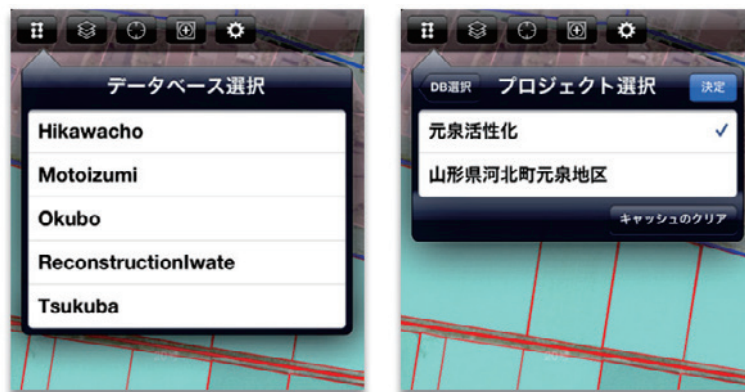 データベース選択
Hikawacho
Motoizumi
Okubo
ReconstructionIwate
Tsukuba
DB選択
プロジェクト選択
決定
元泉活性化
山形県河北町元泉地区
キャッシュのクリア